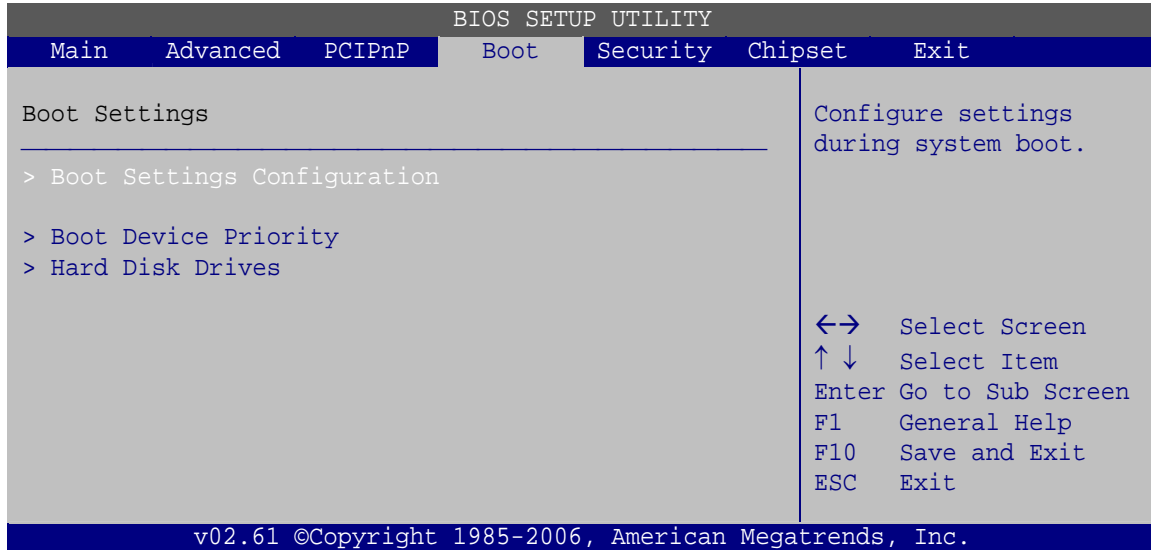 BIOS SETUP UTILITY
Main Advanced PCIPnP Boot Security Chipset Exit
Boot Settings
> Boot Settings Configuration
> Boot Device Priority
> Hard Disk Drives
Configure settings
during system boot.
←→ Select Screen
↑ ↓ Select Item
Enter Go to Sub Screen
F1 General Help
F10 Save and Exit
ESC Exit
v02.61 ©Copyright 1985-2006, American Megatrends, Inc.